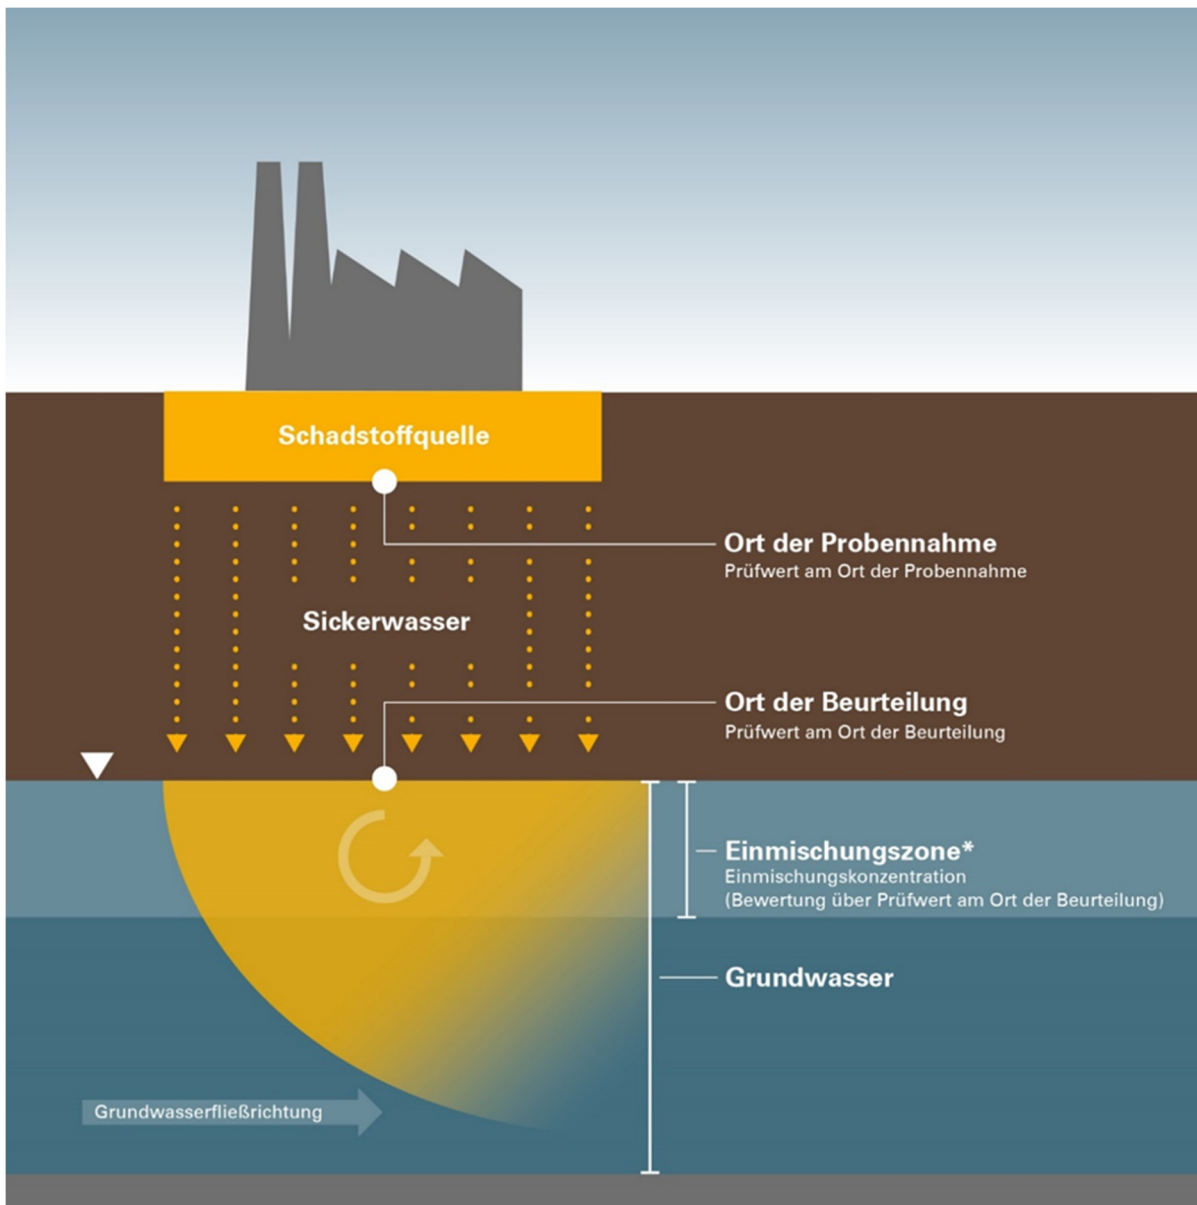 Schadstoffquelle
Ort der Probennahme
Prüfwert am Ort der Probennahme
Sickerwasser
Ort der Beurteilung
Prüfwert am Ort der Beurteilung
Einmischungszone*
Einmischungskonzentration
(Bewertung über Prüfwert am Ort der Beurteilung)
Grundwasser
Grundwasserfließrichtung